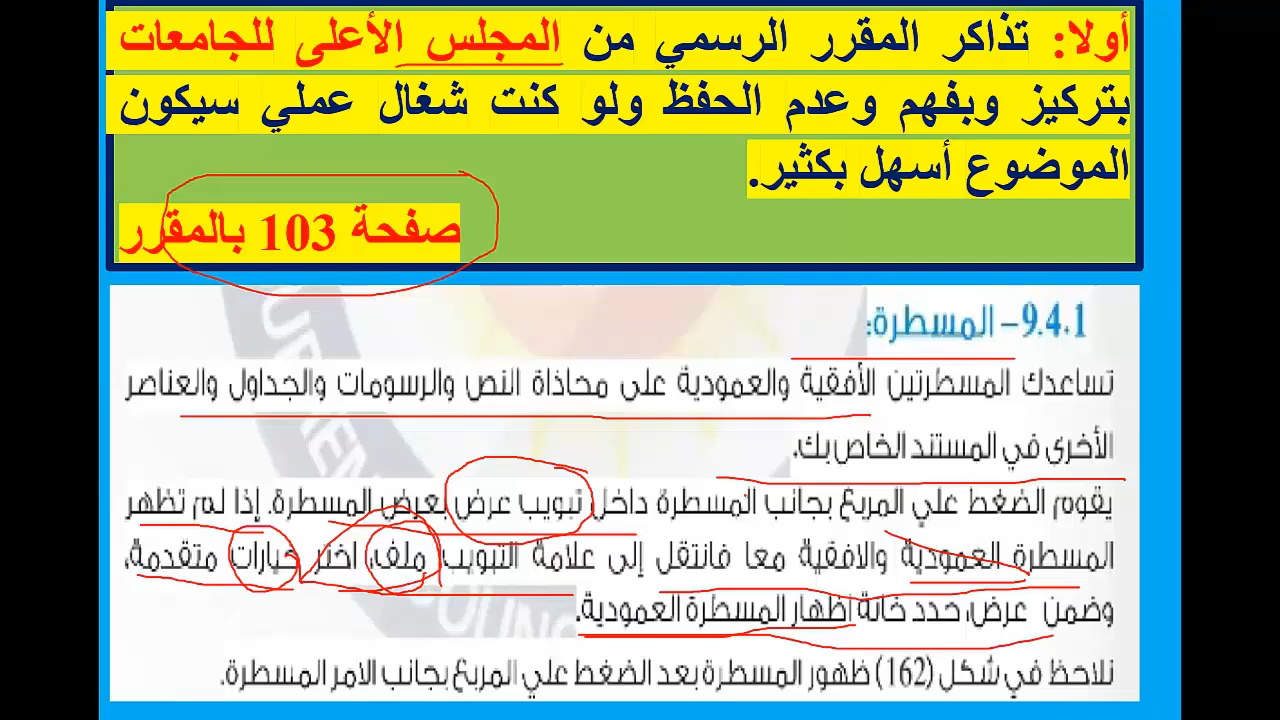 أولا: تذاكر المقرر الرسمي من المجلس الأعلى للجامعات
بتركيز وبفهم وعدم الحفظ ولو كنت شغال عملي سيكون
الموضوع أسهل بكثير.
صفحة 103 بالمقرر
9.4.1- المسطرة:
تساعدك المسطرتين الأفقية والعمودية على محاذاة النص والرسومات والجداول والعناصر
الأخرى في المستند الخاص بك.
يقوم الضغط علي المربع بجانب المسطرة داخل تبويب عرض بعرض المسطرة. إذا لم تظهر
المسطرة العمودية والافقية معا فانتقل إلى علامة التبويب ملف، اختر خيارات متقدمة،
وضمن عرض، حدد خانة إظهار المسطرة العمودية.
نلاحظ في شكل (162) ظهور المسطرة بعد الضغط علي المربع بجانب الامر المسطرة.